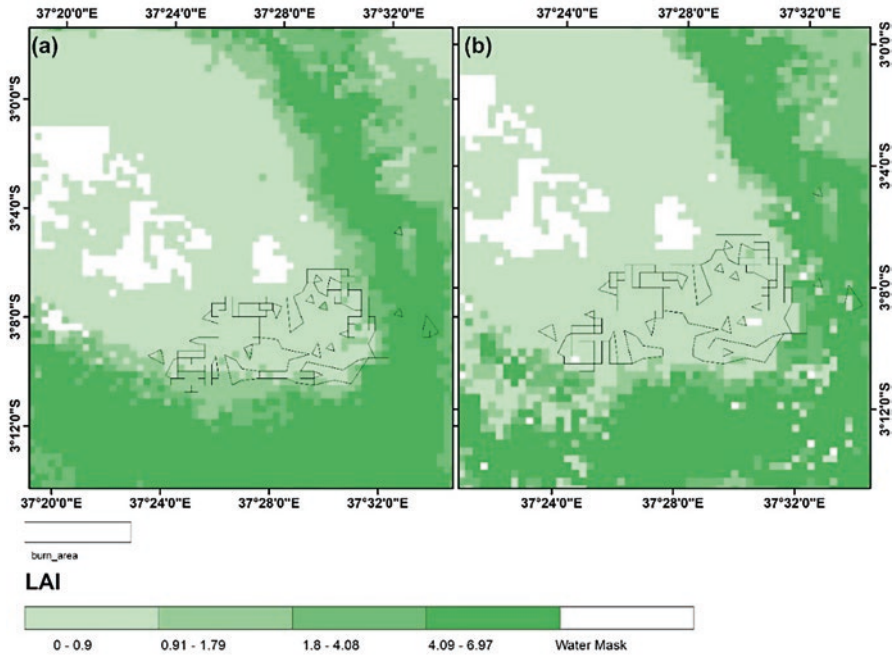 37°20'0"E 37°24'0"E 37°28'0"E 37°32'0"E
37°24'0"E 37°28'0"E 37°32'0"E
(a)
(b)
3°0'0"S
3°4'0"S
3°8'0"S
3°12'0"S
3°0'0"S
3°4'0"S
3°8'0"S
3°12'0"S
37°20'0"E 37°24'0"E 37°28'0"E 37°32'0"E
37°24'0"E 37°28'0"E 37°32'0"E
burn_area
LAI
0 - 0.9 0.91 - 1.79 1.8 - 4.08 4.09 - 6.97 Water Mask